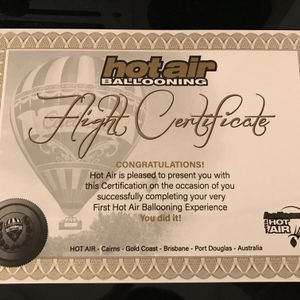 hot air
BALLOONING
Flight Certificate
CONGRATULATIONS!
Hot Air is pleased to present you with
this Certification on the occasion of you
successfully completing your very
First Hot Air Ballooning Experience
You did it!
HOT AIR
HOT AIR - Cairns - Gold Coast - Brisbane - Port Douglas - Australia